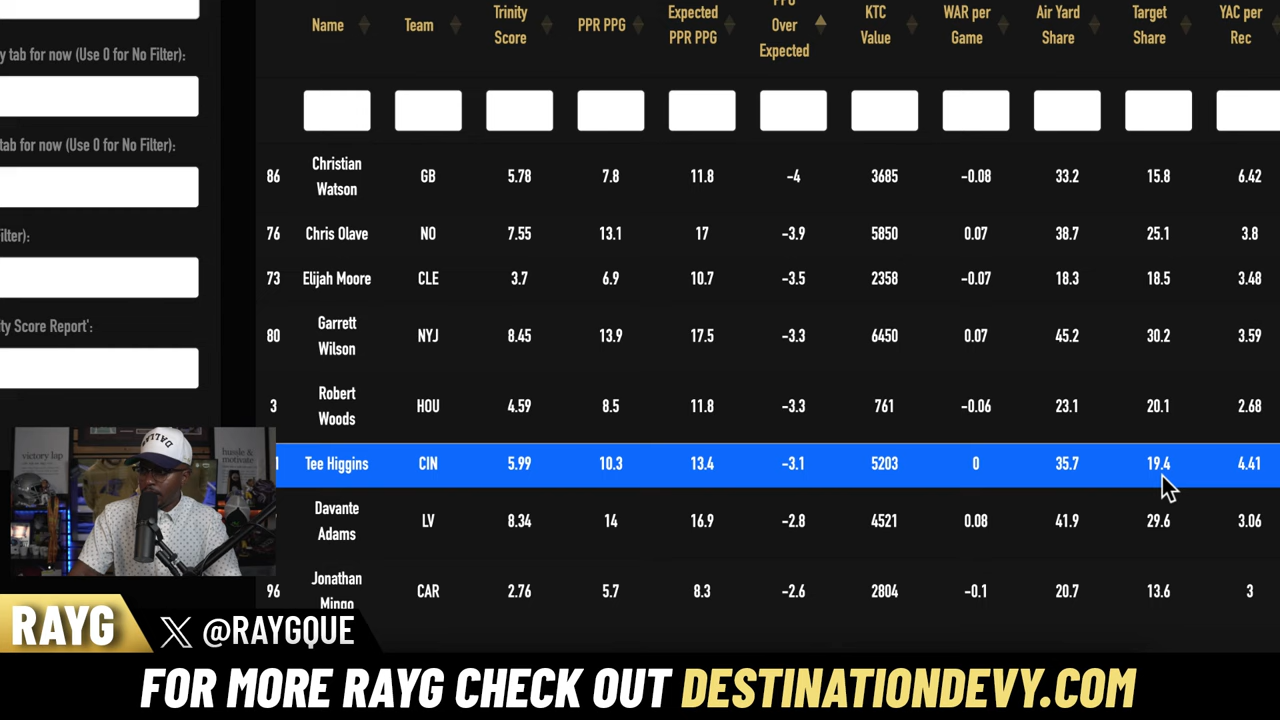 y tab for now (Use 0 for No Filter):
tab for now (Use 0 for No Filter):
ilter):
ty Score Report':
Name Team Trinity Score PPR PPG Expected PPR PPG PPG Over Expected KTC Value WAR per Game Air Yard Share Target Share YAC per Rec
86 Christian Watson GB 5.78 7.8 11.8 -4 3685 -0.08 33.2 15.8 6.42
76 Chris Olave NO 7.55 13.1 17 -3.9 5850 0.07 38.7 25.1 3.8
73 Elijah Moore CLE 3.7 6.9 10.7 -3.5 2358 -0.07 18.3 18.5 3.48
80 Garrett Wilson NYJ 8.45 13.9 17.5 -3.3 6450 0.07 45.2 30.2 3.59
3 Robert Woods HOU 4.59 8.5 11.8 -3.3 761 -0.06 23.1 20.1 2.68
Tee Higgins CIN 5.99 10.3 13.4 -3.1 5203 0 35.7 19.4 4.41
Davante Adams LV 8.34 14 16.9 -2.8 4521 0.08 41.9 29.6 3.06
96 Jonathan Mingo CAR 2.76 5.7 8.3 -2.6 2804 -0.1 20.7 13.6 3
victory lap
hustle & motivate
DALLAS
RAYG
X @RAYGQUE
FOR MORE RAYG CHECK OUT DESTINATIONDEVY.COM